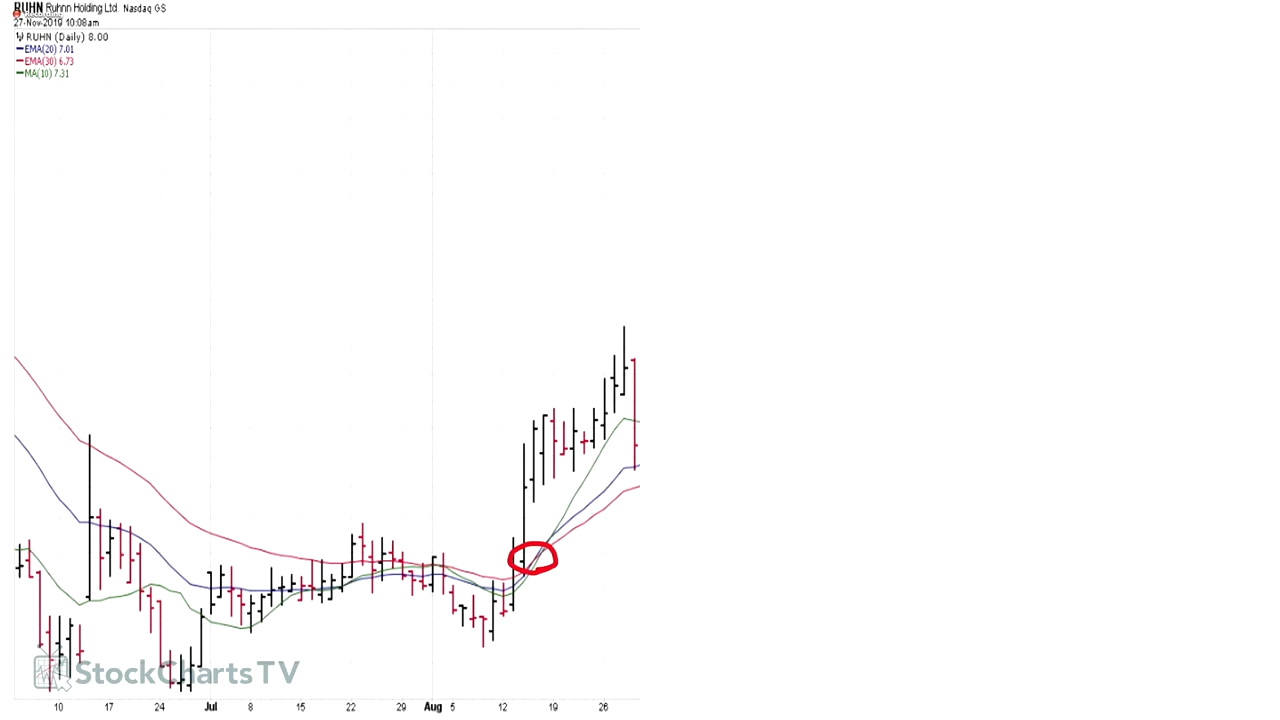 RUHN Ruhnn Holding Ltd. Nasdaq GS
27-Nov-2019 10:08am
RUHN (Daily) 8.00
EMA(20) 7.01
EMA(30) 6.73
MA(10) 7.31
StockCharts TV
10 17 24 Jul 8 15 22 29 Aug 5 12 19 26